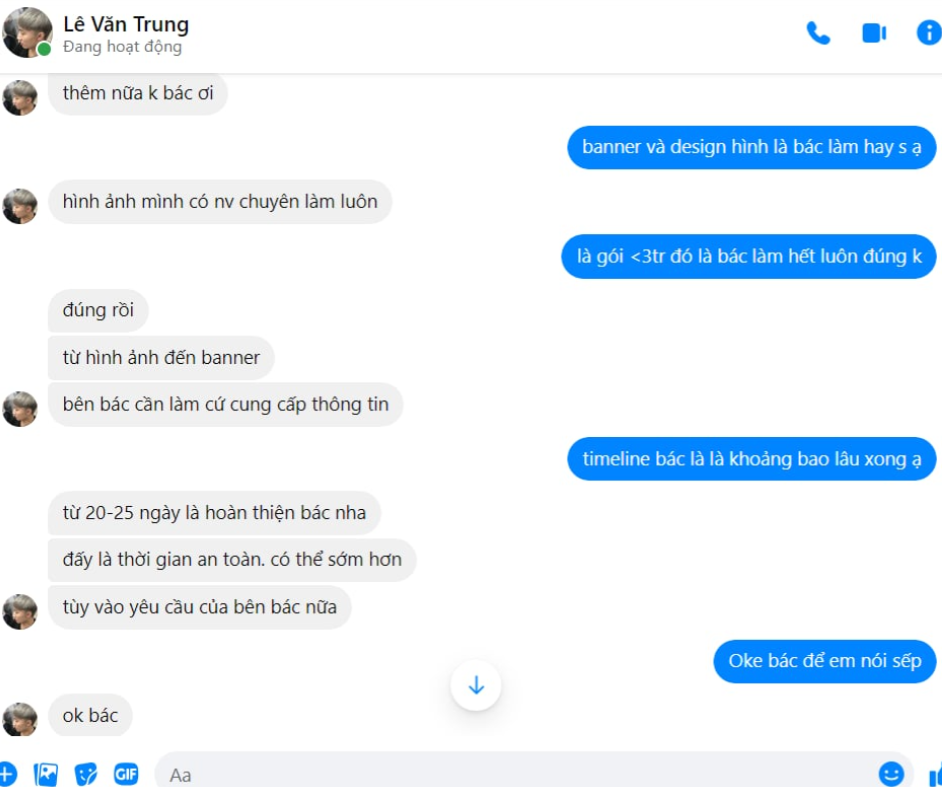 Lê Văn Trung
Đang hoạt động
thêm nữa k bác ơi
banner và design hình là bác làm hay s ạ
hình ảnh mình có nv chuyên làm luôn
là gói <3tr đó là bác làm hết luôn đúng k
đúng rồi
từ hình ảnh đến banner
bên bác cần làm cứ cung cấp thông tin
timeline bác là là khoảng bao lâu xong ạ
từ 20-25 ngày là hoàn thiện bác nha
đấy là thời gian an toàn. có thể sớm hơn
tùy vào yêu cầu của bên bác nữa
Oke bác để em nói sếp
ok bác
GIF
Aa